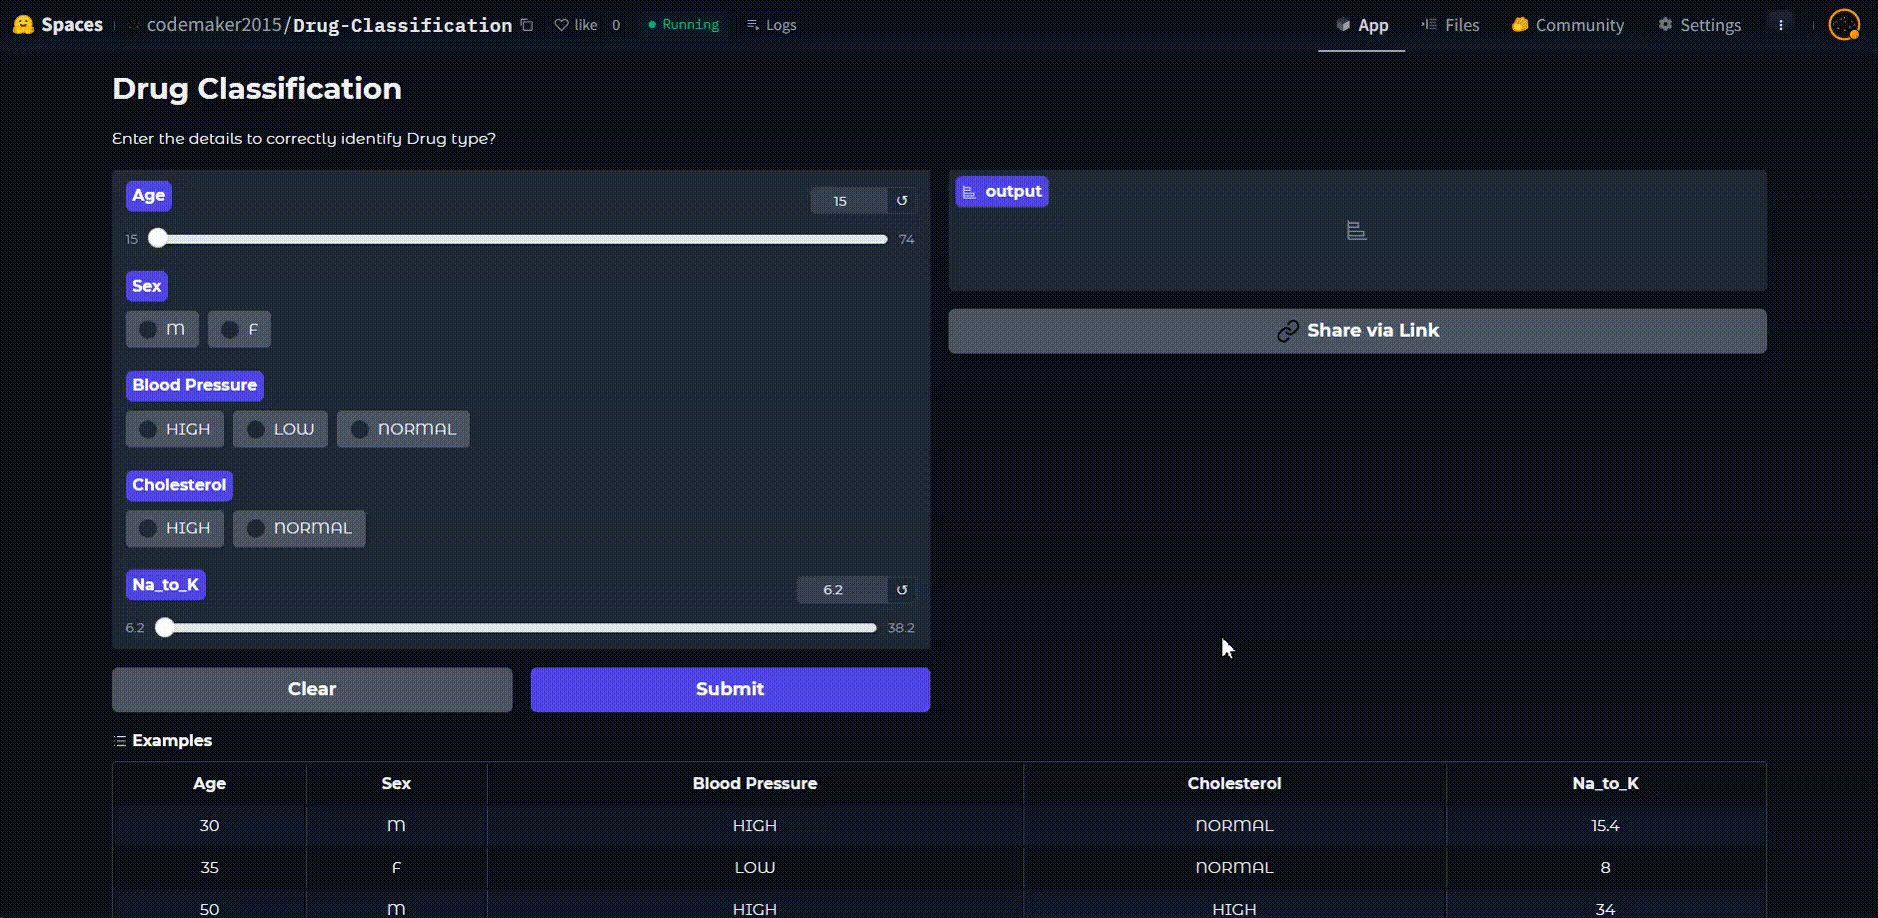 Spaces codemaker2015/Drug-Classification like 0 Running Logs App Files Community Settings
Drug Classification
Enter the details to correctly identify Drug type?
Age 15
15 74
Sex
M F
Blood Pressure
HIGH LOW NORMAL
Cholesterol
HIGH NORMAL
Na_to_K 6.2
6.2 38.2
Clear Submit
output
Share via Link
Examples
Age Sex Blood Pressure Cholesterol Na_to_K
30 M HIGH NORMAL 15.4
35 F LOW NORMAL 8
50 M HIGH HIGH 34